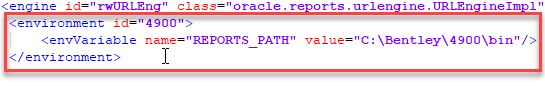 <engine id="rwURLEng" class="oracle.reports.urlengine.URLEngineImpl"
<environment id="4900">
<envVariable name="REPORTS_PATH" value="C:\Bentley\4900\bin"/>
</environment>